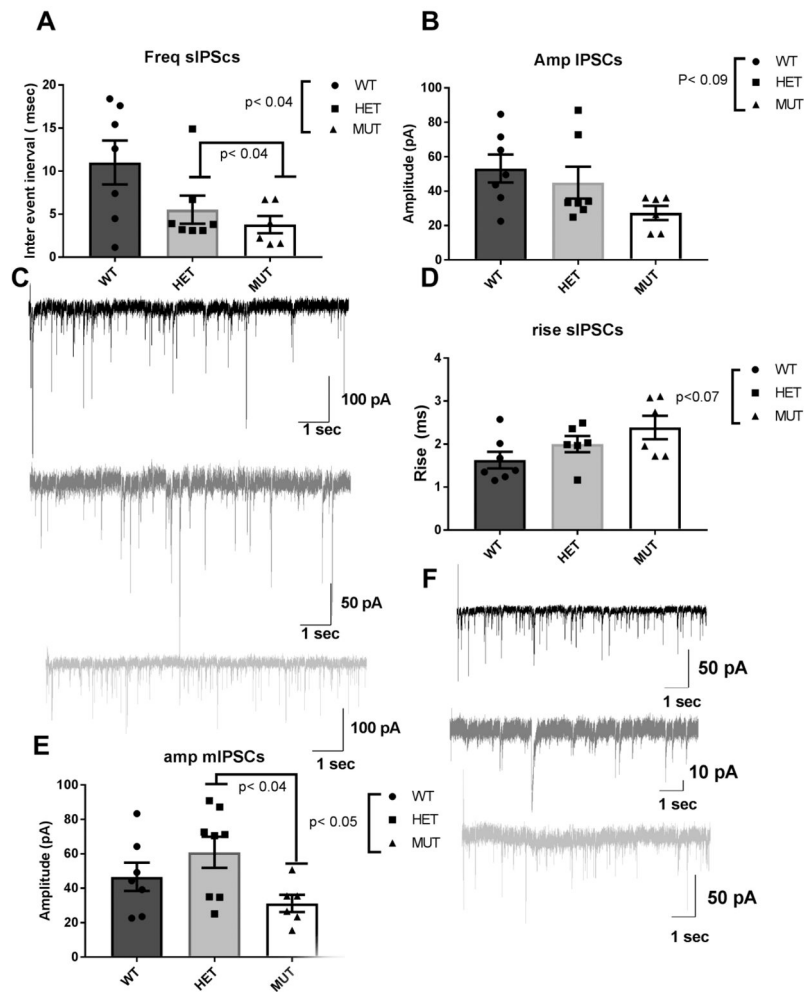 A
Freq sIPScs
Inter event inerval ( msec)
20
15
10
5
0
WT
HET
MUT
p< 0.04
p< 0.04
WT
HET
MUT
B
Amp IPSCs
Amplitude (pA)
100
80
60
40
20
0
WT
HET
MUT
P< 0.09
WT
HET
MUT
C
100 pA
1 sec
50 pA
1 sec
100 pA
1 sec
D
rise sIPSCs
Rise (ms)
4
3
2
1
0
WT
HET
MUT
p<0.07
WT
HET
MUT
E
amp mIPSCs
Amplitude (pA)
100
80
60
40
20
0
WT
HET
MUT
p< 0.04
p< 0.05
WT
HET
MUT
F
50 pA
1 sec
10 pA
1 sec
50 pA
1 sec